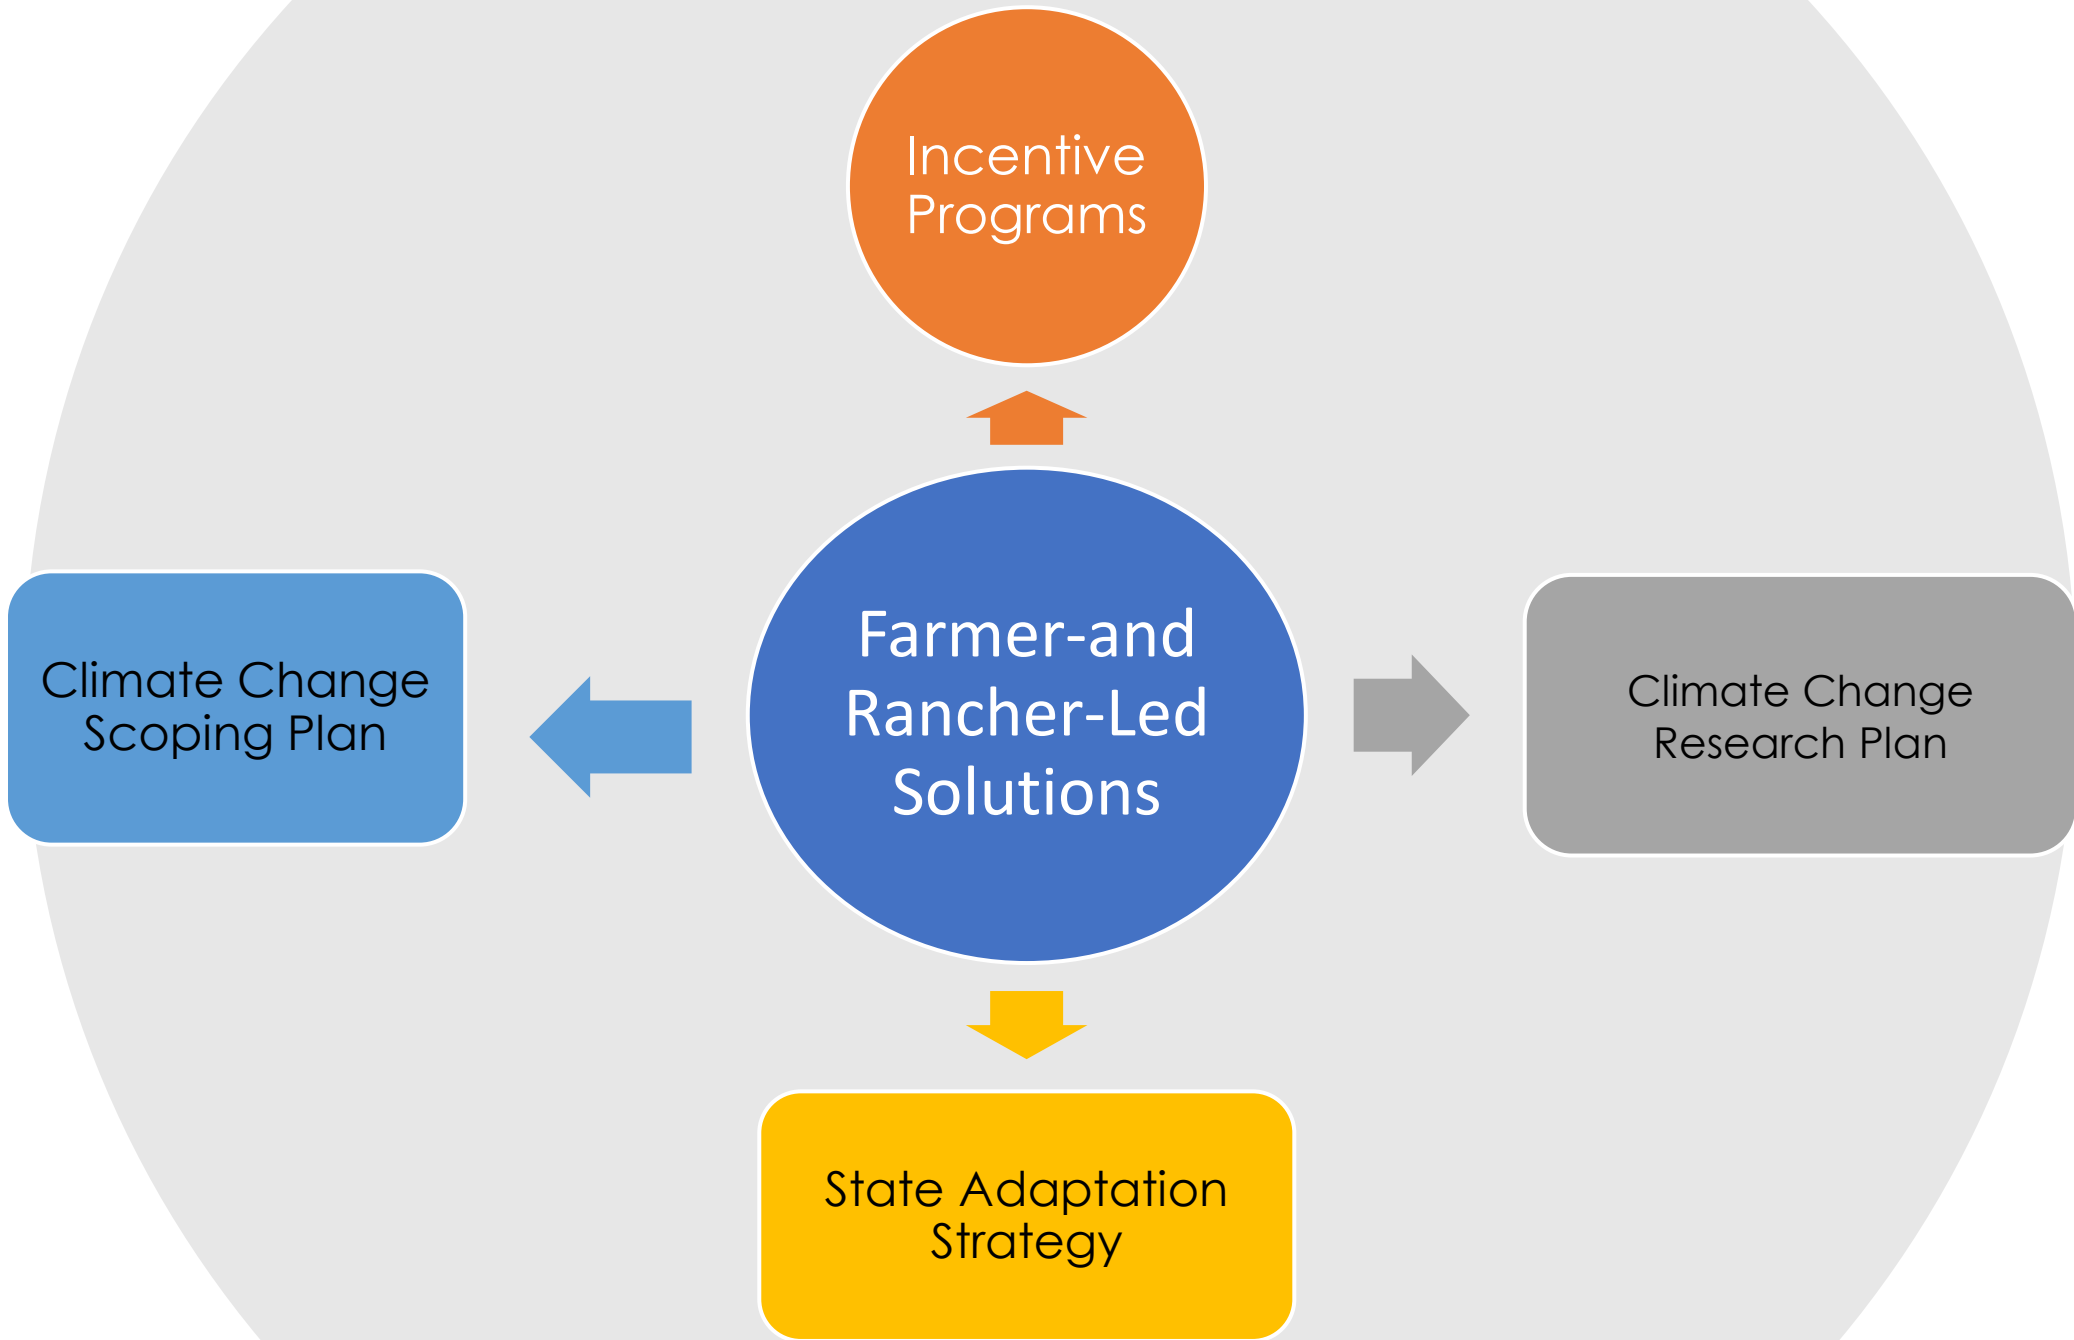 Incentive
Programs
Climate Change
Scoping Plan
Farmer-and
Rancher-Led
Solutions
Climate Change
Research Plan
State Adaptation
Strategy